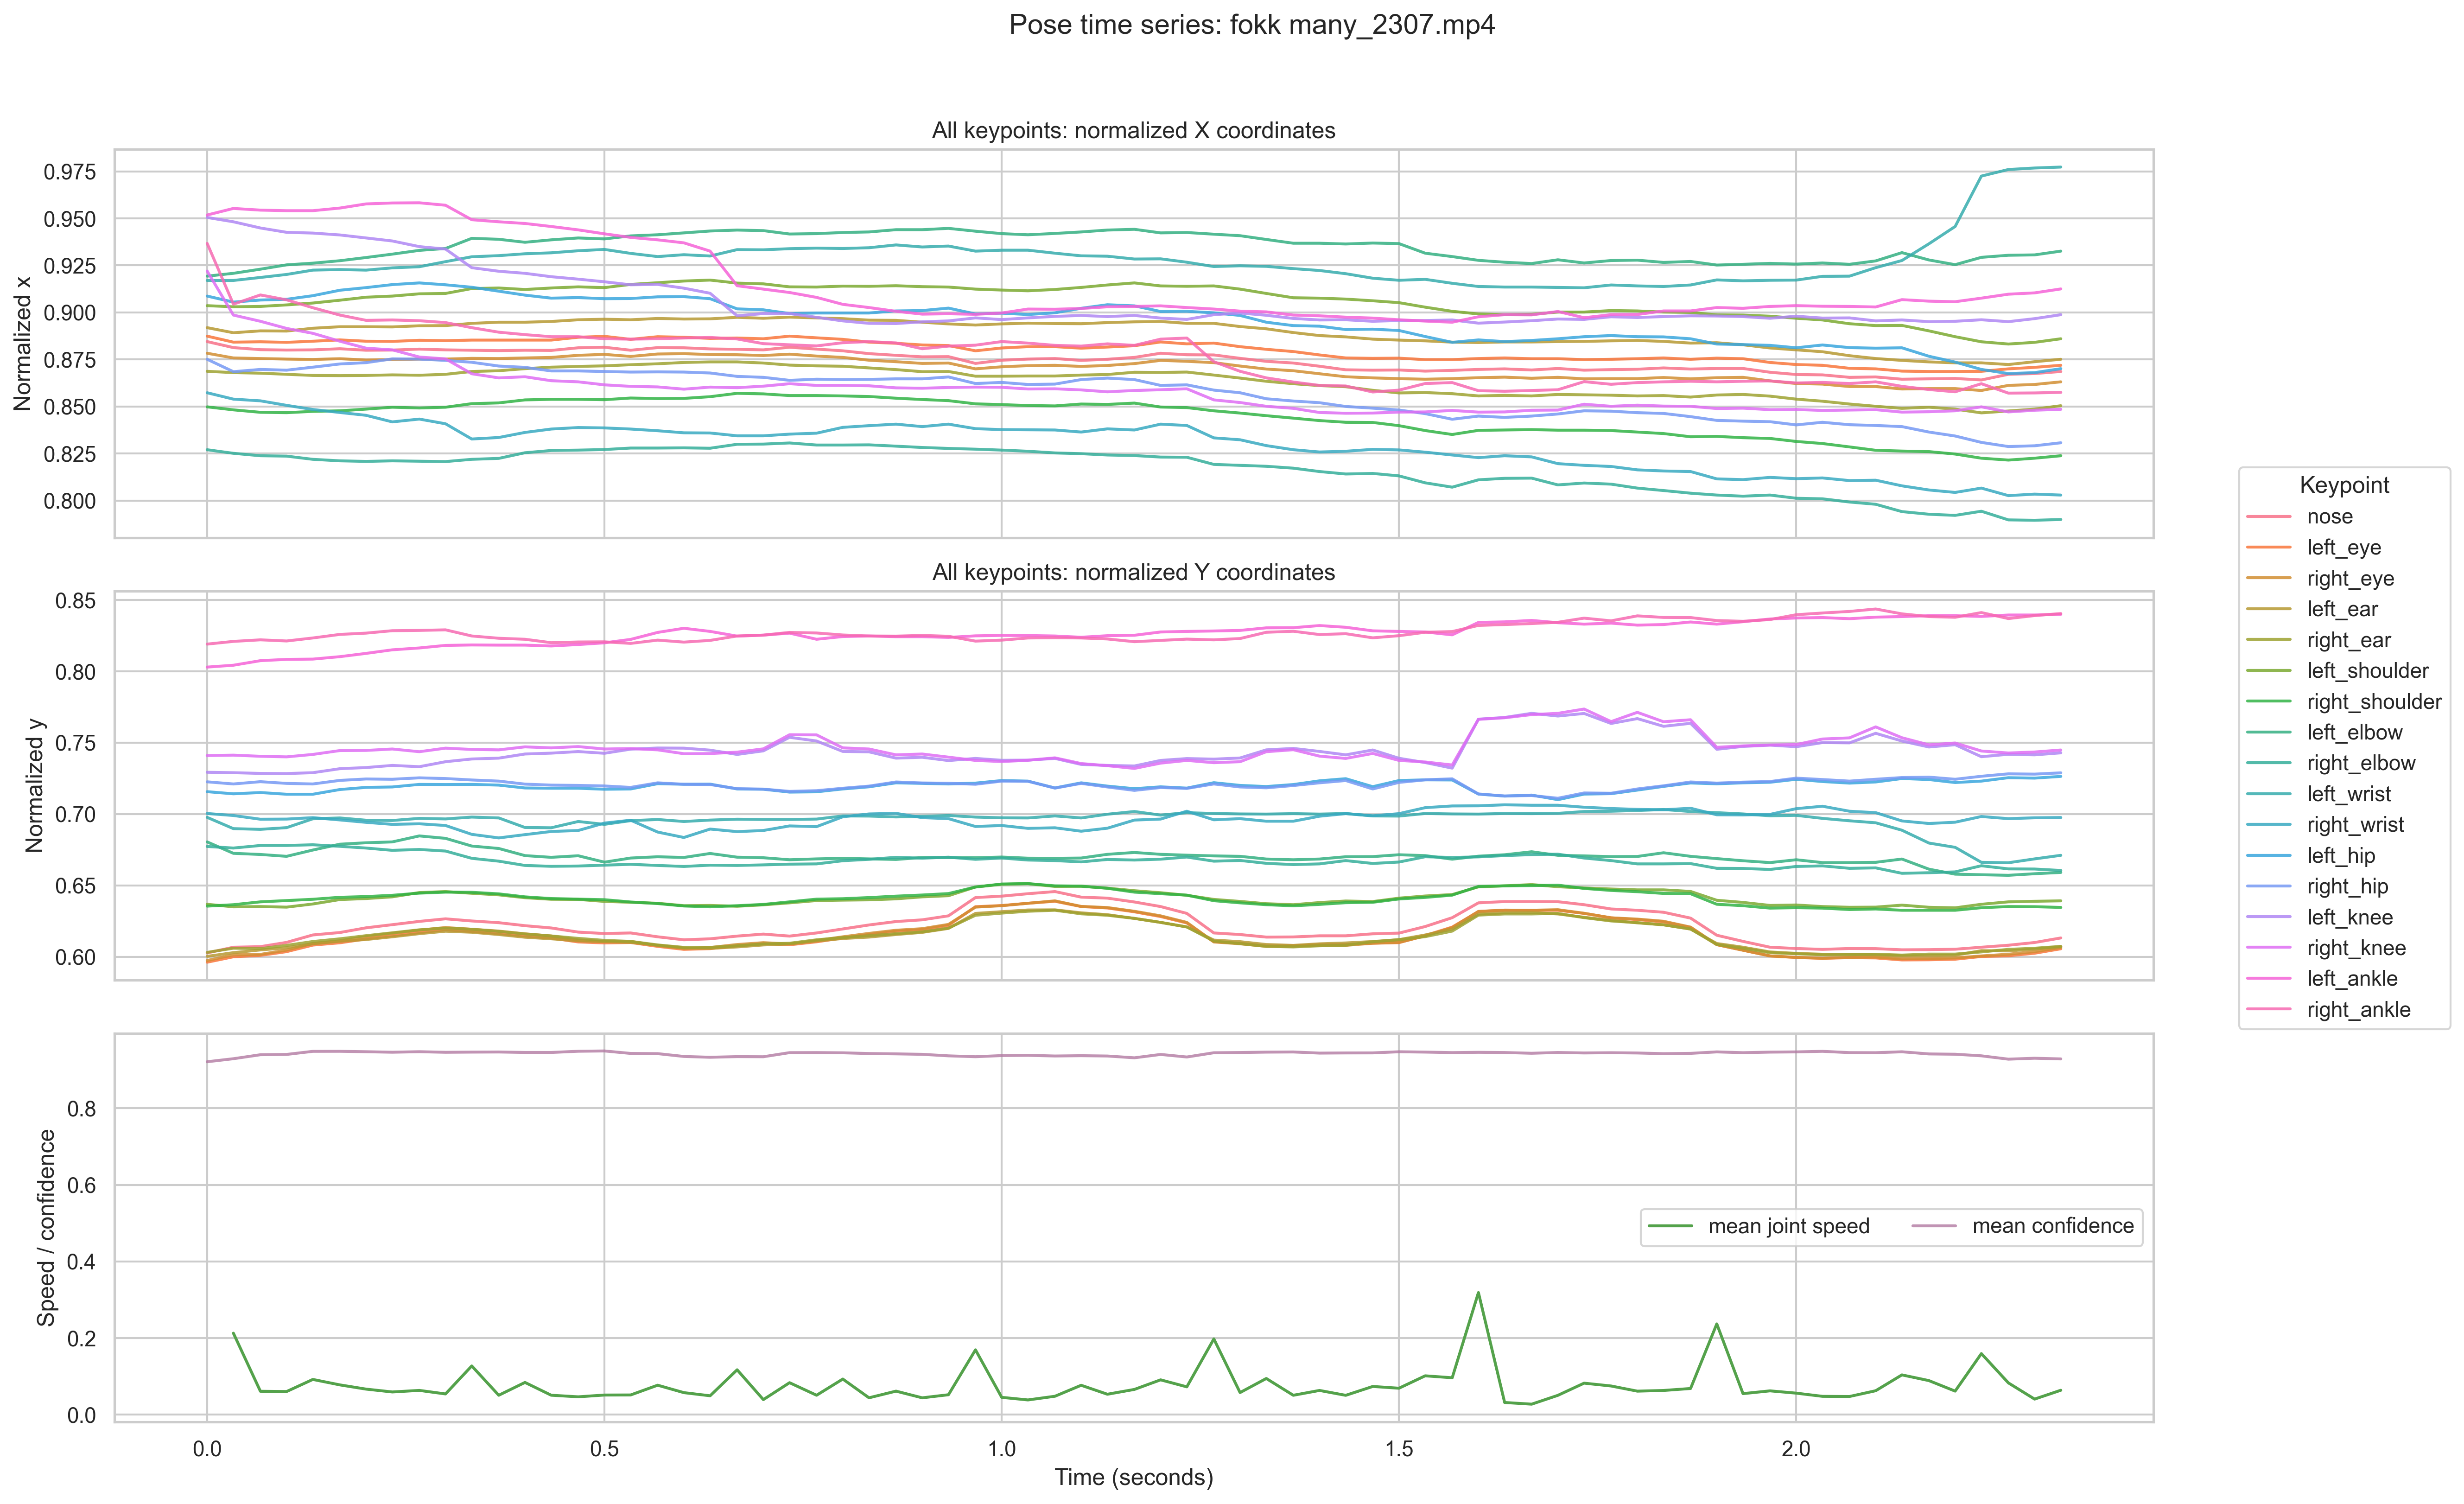 Pose time series: fokk many_2307.mp4
All keypoints: normalized X coordinates
Normalized x
0.975
0.950
0.925
0.900
0.875
0.850
0.825
0.800
All keypoints: normalized Y coordinates
Normalized y
0.85
0.80
0.75
0.70
0.65
0.60
Speed / confidence
0.8
0.6
0.4
0.2
0.0
mean joint speed
mean confidence
0.0
0.5
1.0
1.5
2.0
Time (seconds)
Keypoint
nose
left_eye
right_eye
left_ear
right_ear
left_shoulder
right_shoulder
left_elbow
right_elbow
left_wrist
right_wrist
left_hip
right_hip
left_knee
right_knee
left_ankle
right_ankle